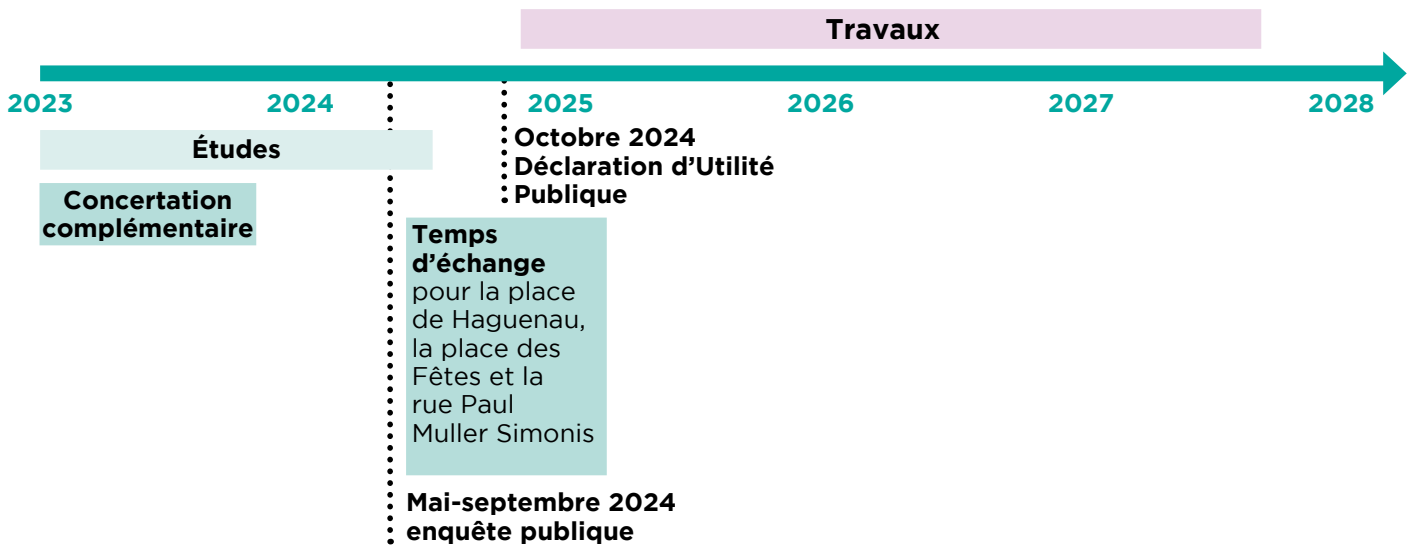 Travaux
2023 2024 2025 2026 2027 2028
Études
Octobre 2024
Déclaration d’Utilité
Publique
Concertation
complémentaire
Temps
d’échange
pour la place
de Haguenau,
la place des
Fêtes et la
rue Paul
Muller Simonis
Mai-septembre 2024
enquête publique